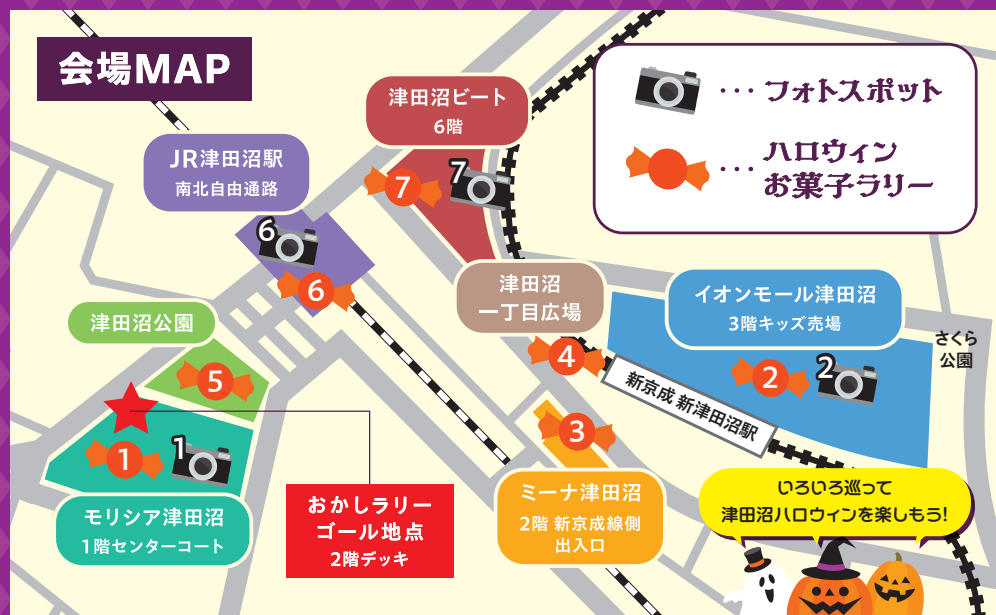 会場MAP
・・・フォトスポット
・・・ハロウィン
お菓子ラリー
津田沼ビート
6階
7
7
JR津田沼駅
南北自由通路
6
6
津田沼
一丁目広場
4
イオンモール津田沼
3階キッズ売場
2
2
さくら
公園
新京成 新津田沼駅
津田沼公園
5
3
ミーナ津田沼
2階 新京成線側
出入口
1
1
モリシア津田沼
1階センターコート
おかしラリー
ゴール地点
2階デッキ
いろいろ巡って
津田沼ハロウィンを楽しもう!